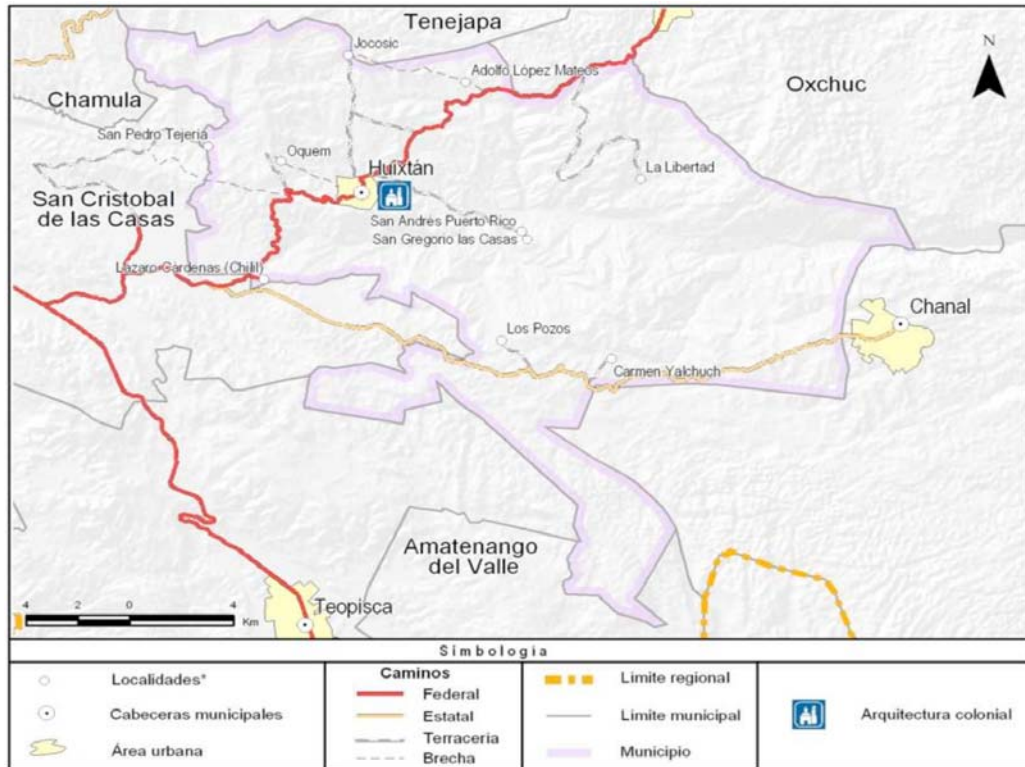 Tenejapa
Jocosic
Adolfo López Mateos
Oxchuc
N
Chamula
San Pedro Tejería
Oquem
Huixtán
La Libertad
San Cristobal
de las Casas
San Andres Puerto Rico
San Gregorio las Casas
Lázaro Cárdenas (Chilil)
Chanal
Los Pozos
Carmen Yalchuch
Amatenango
del Valle
Teopisca
4 2 0 4
Km
Simbología
Localidades*
Cabeceras municipales
Área urbana
Caminos
Federal
Estatal
Terracería
Brecha
Limite regional
Limite municipal
Municipio
Arquitectura colonial